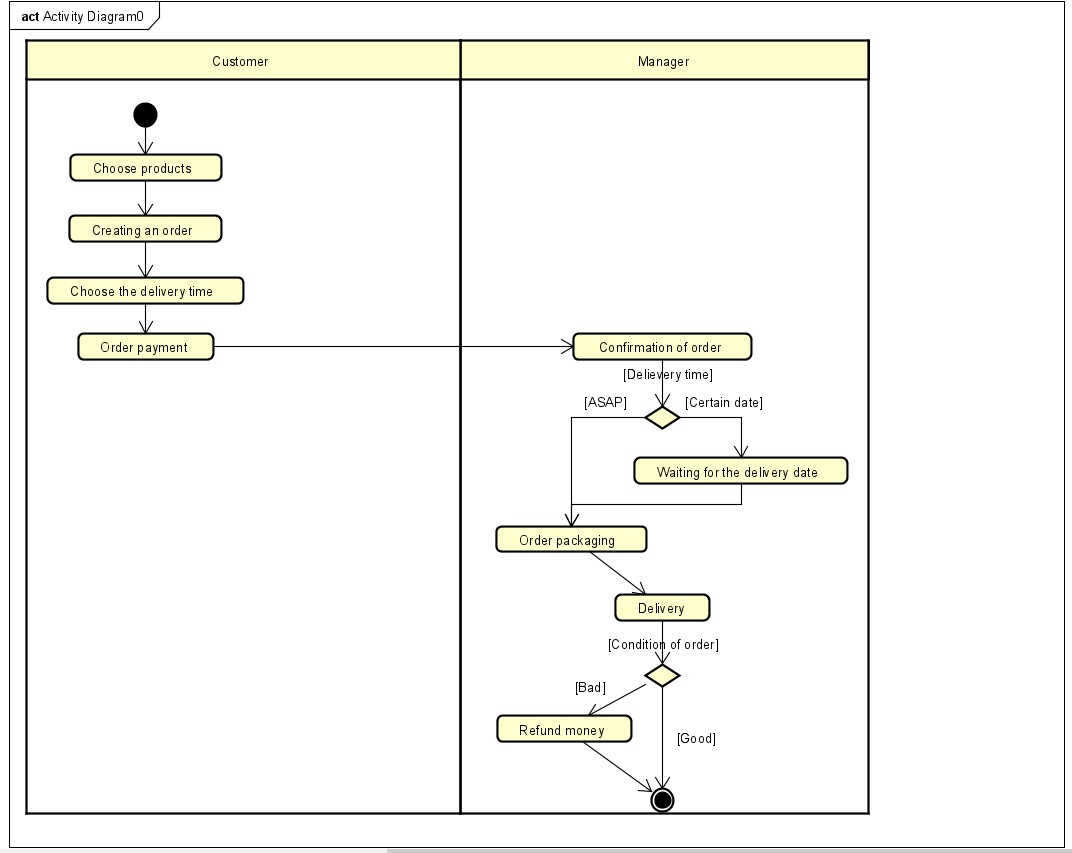 act Activity Diagram0
Customer
Manager
Choose products
Creating an order
Choose the delivery time
Order payment
Confirmation of order
[Delievery time]
[ASAP]
[Certain date]
Waiting for the delivery date
Order packaging
Delivery
[Condition of order]
[Bad]
Refund money
[Good]